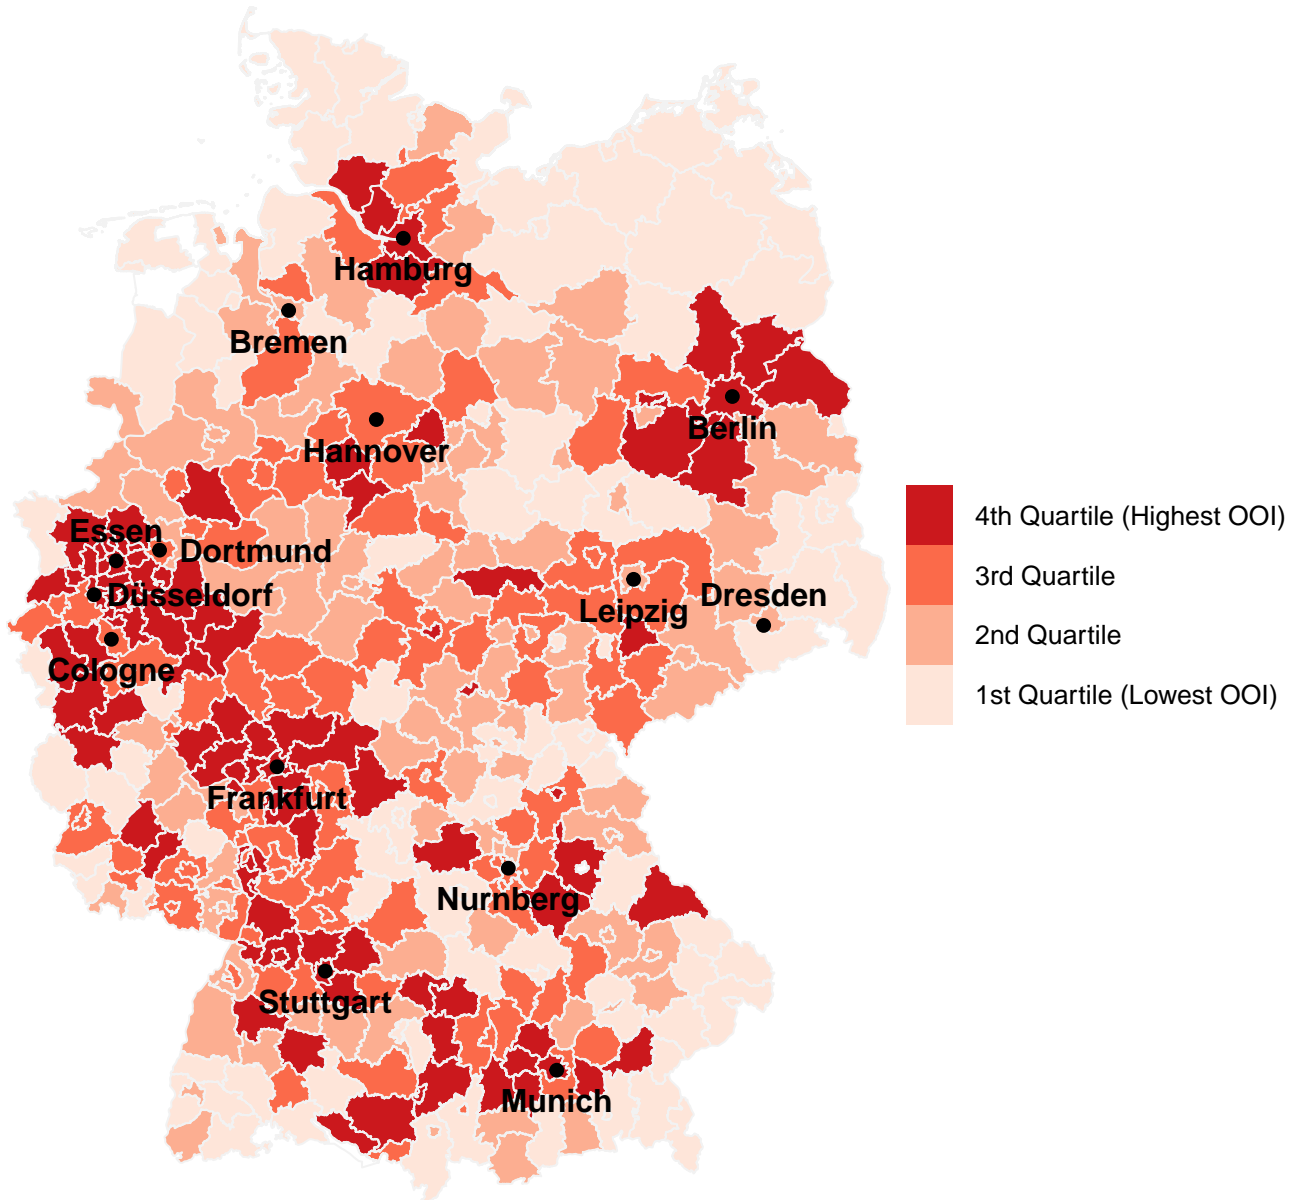 Hamburg
Bremen
Berlin
Hannover
Essen
Dortmund
Düsseldorf
Leipzig
Dresden
Cologne
Frankfurt
Nurnberg
Stuttgart
Munich
4th Quartile (Highest OOI)
3rd Quartile
2nd Quartile
1st Quartile (Lowest OOI)